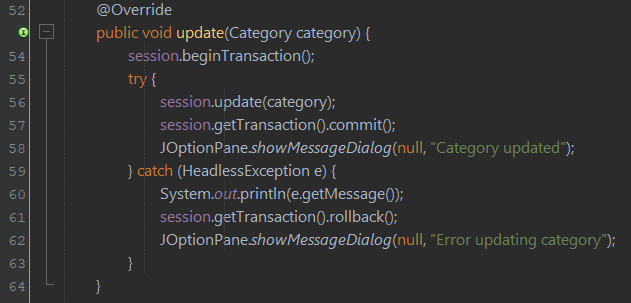 52 @Override
public void update(Category category) {
54 session.beginTransaction();
55 try {
56 session.update(category);
57 session.getTransaction().commit();
58 JOptionPane.showMessageDialog(null, "Category updated");
59 } catch (HeadlessException e) {
60 System.out.println(e.getMessage());
61 session.getTransaction().rollback();
62 JOptionPane.showMessageDialog(null, "Error updating category");
63 }
64 }